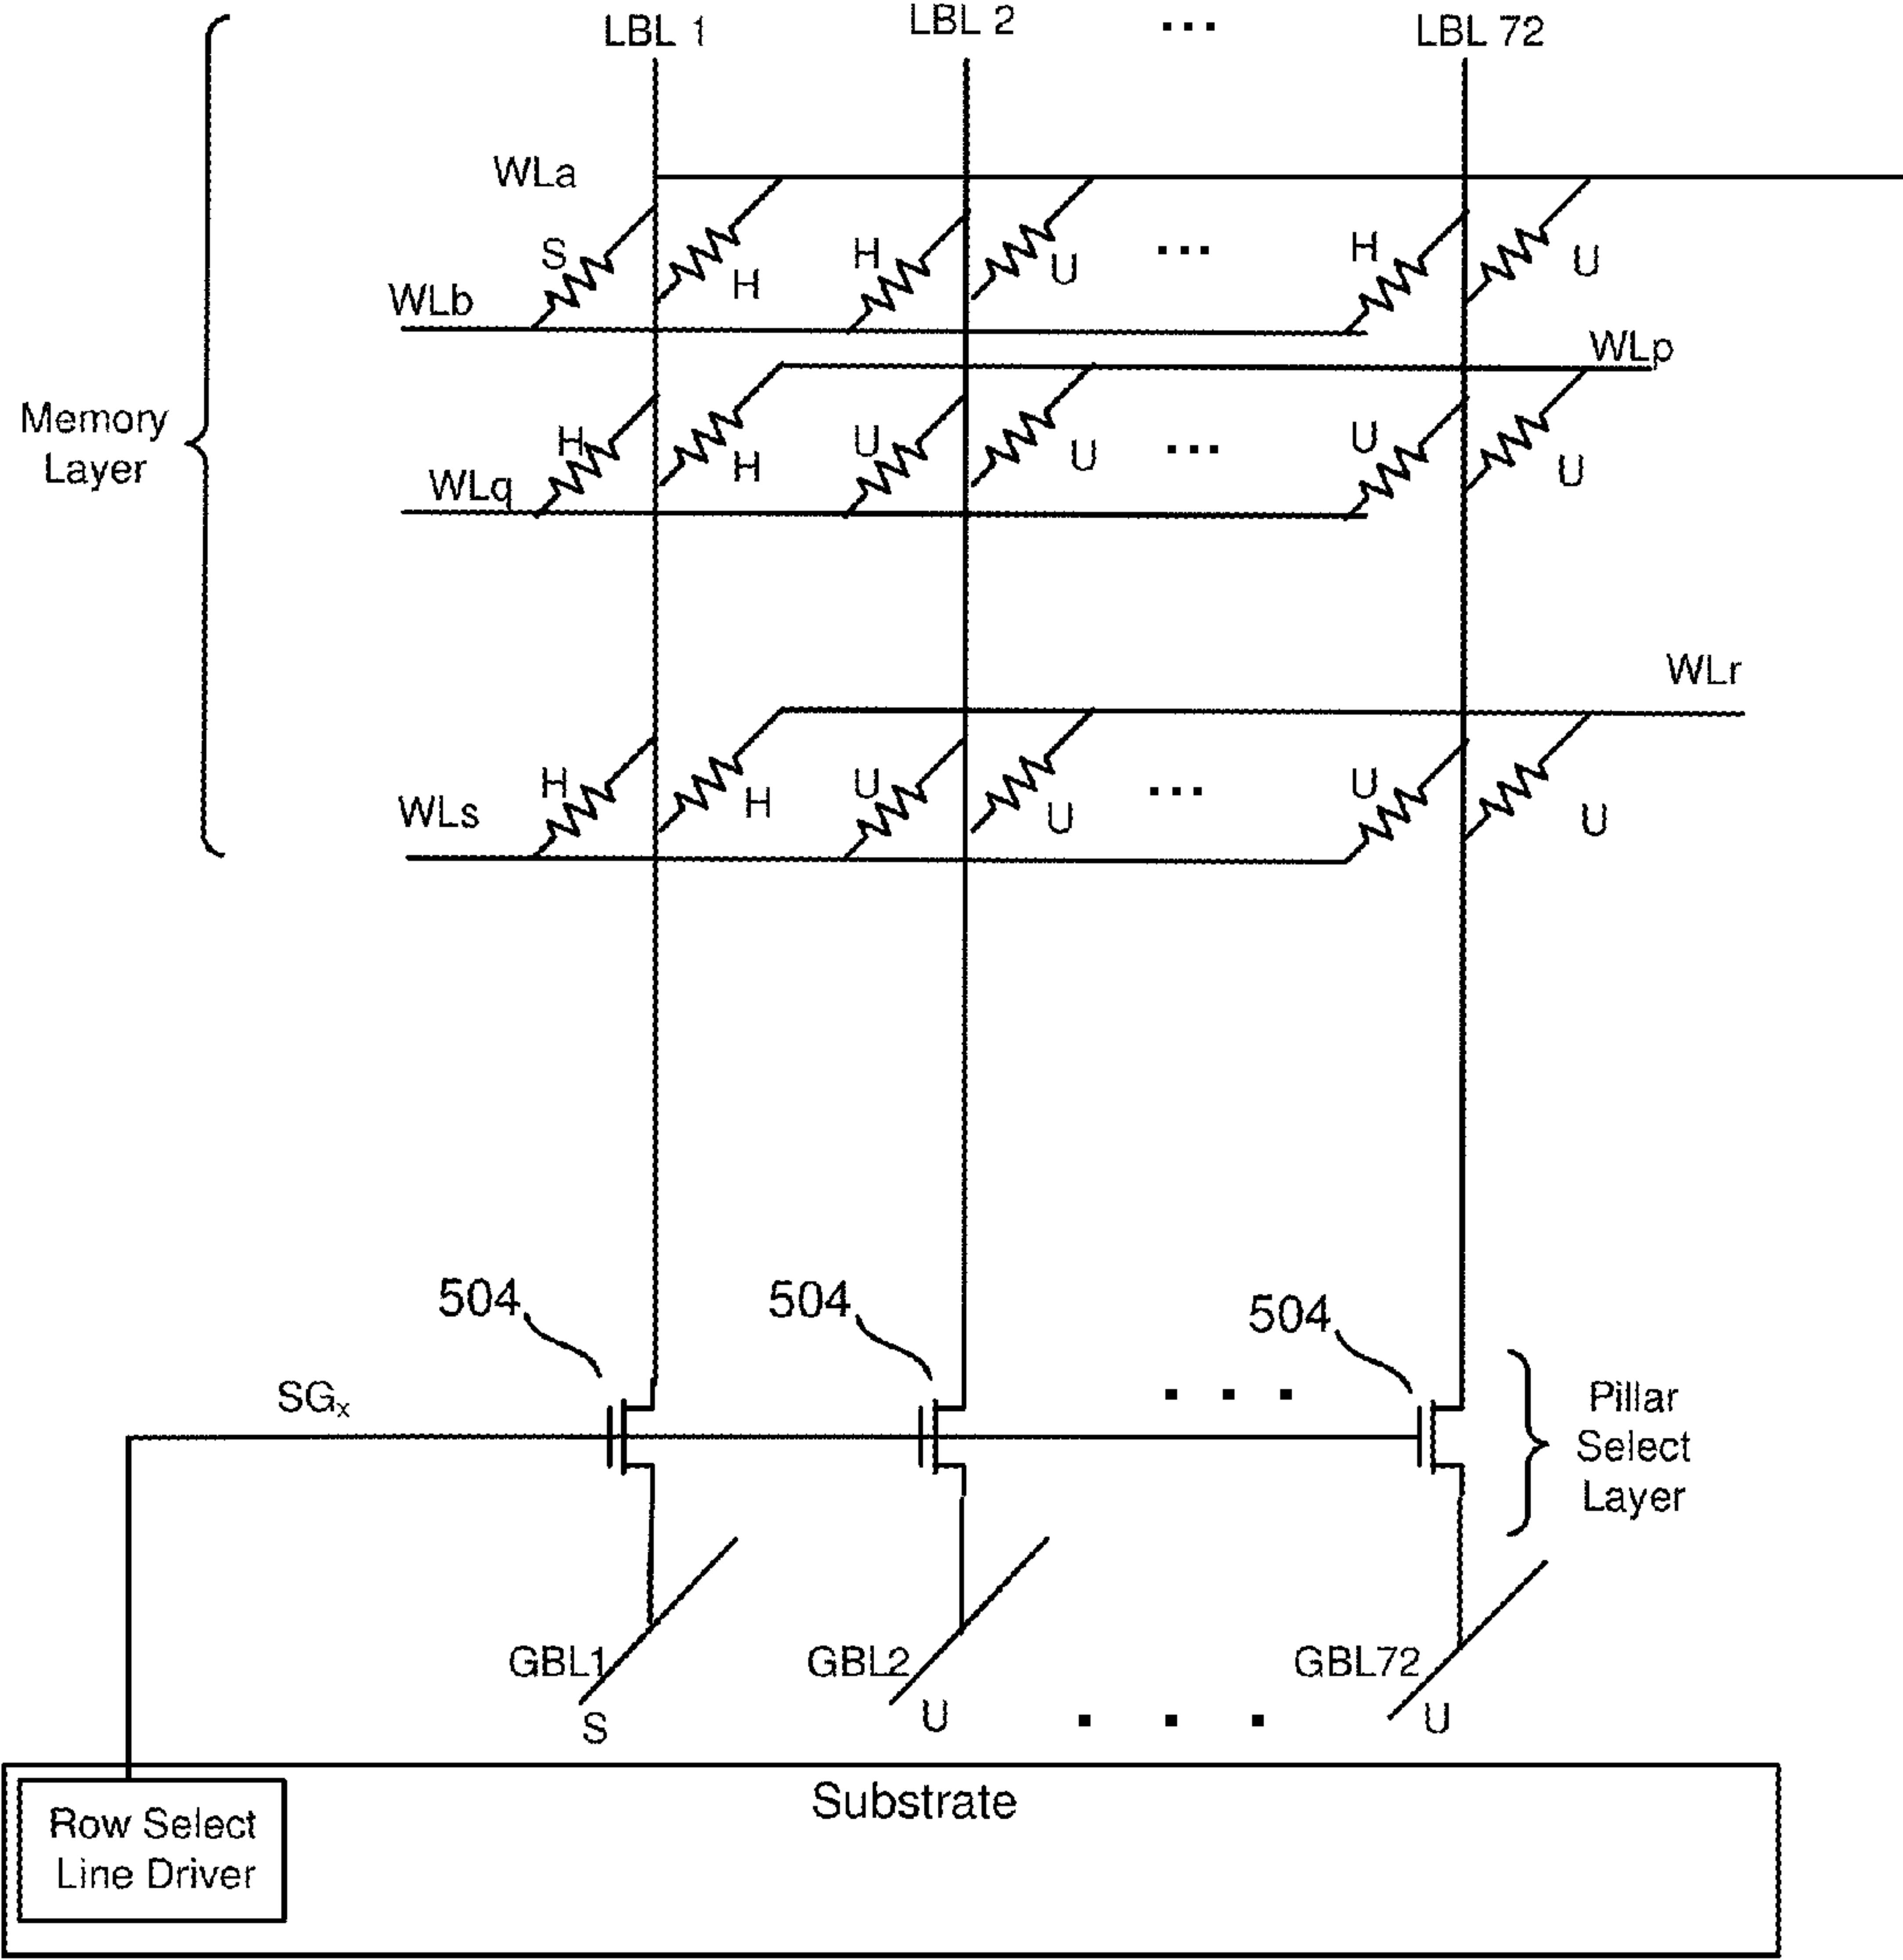 LBL 1 LBL 2 ... LBL 72
WLa
S H H U ... H U
WLb
WLp
Memory
Layer
H H U U ... U U
WLq
WLr
H H U U ... U U
WLs
504 504 504
SGx . . .
Pillar
Select
Layer
GBL1 GBL2 GBL72
S U . . . U
Substrate
Row Select
Line Driver